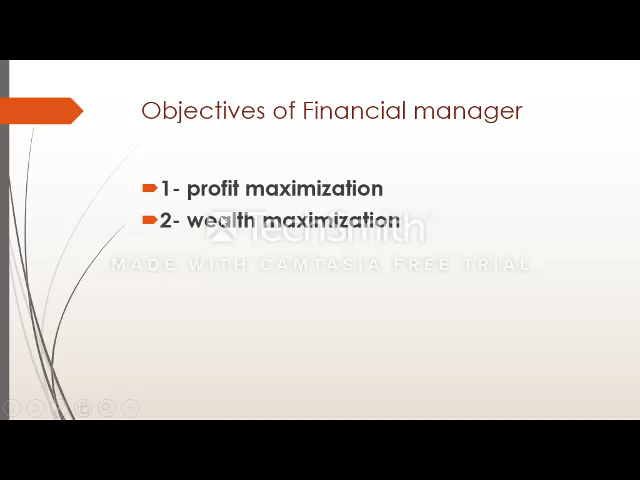 Objectives of Financial manager
1- profit maximization
2- wealth maximization
TechSmith
MADE WITH CAMTASIA FREE TRIAL